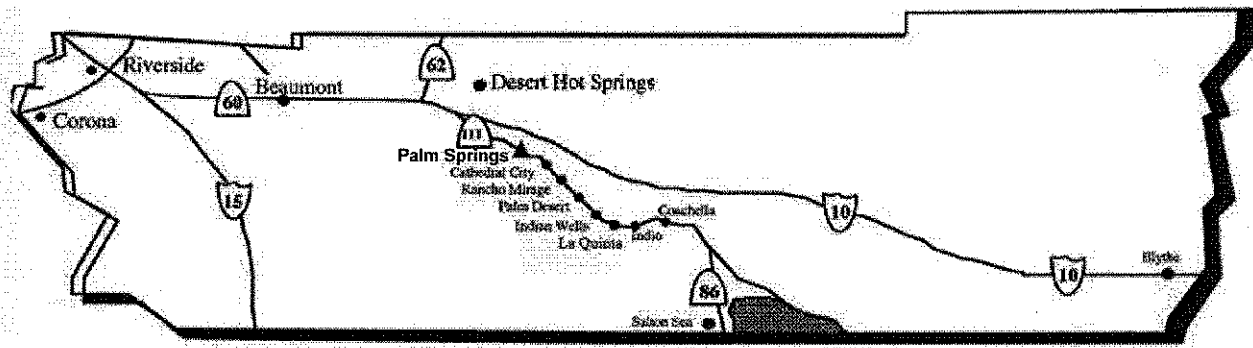 Riverside
62
Desert Hot Springs
Beaumont
60
Corona
111
Palm Springs
Cathedral City
Rancho Mirage
15
Palm Desert
Coachella
10
Indian Wells
Indio
La Quinta
Blythe
10
86
Salton Sea